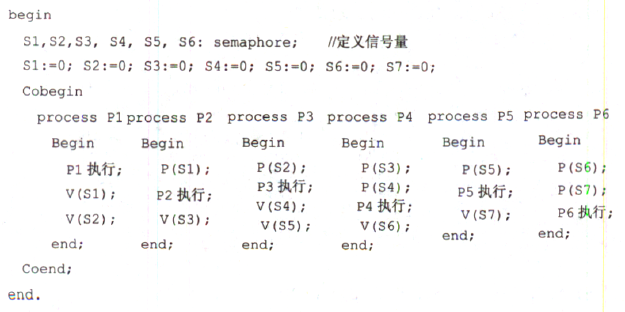 begin
S1,S2,S3, S4, S5, S6: semaphore; //定义信号量
S1:=0; S2:=0; S3:=0; S4:=0; S5:=0; S6:=0; S7:=0;
Cobegin
process P1 process P2 process P3 process P4 process P5 process P6
Begin Begin Begin Begin Begin Begin
P1 执行; P(S1); P(S2); P(S3); P(S5); P(S6);
V(S1); P2 执行; P3 执行; P(S4); P5 执行; P(S7);
V(S2); V(S3); V(S4); P4 执行; V(S7); P6 执行;
V(S5); V(S6);
end; end; end; end; end; end;
Coend;
end.